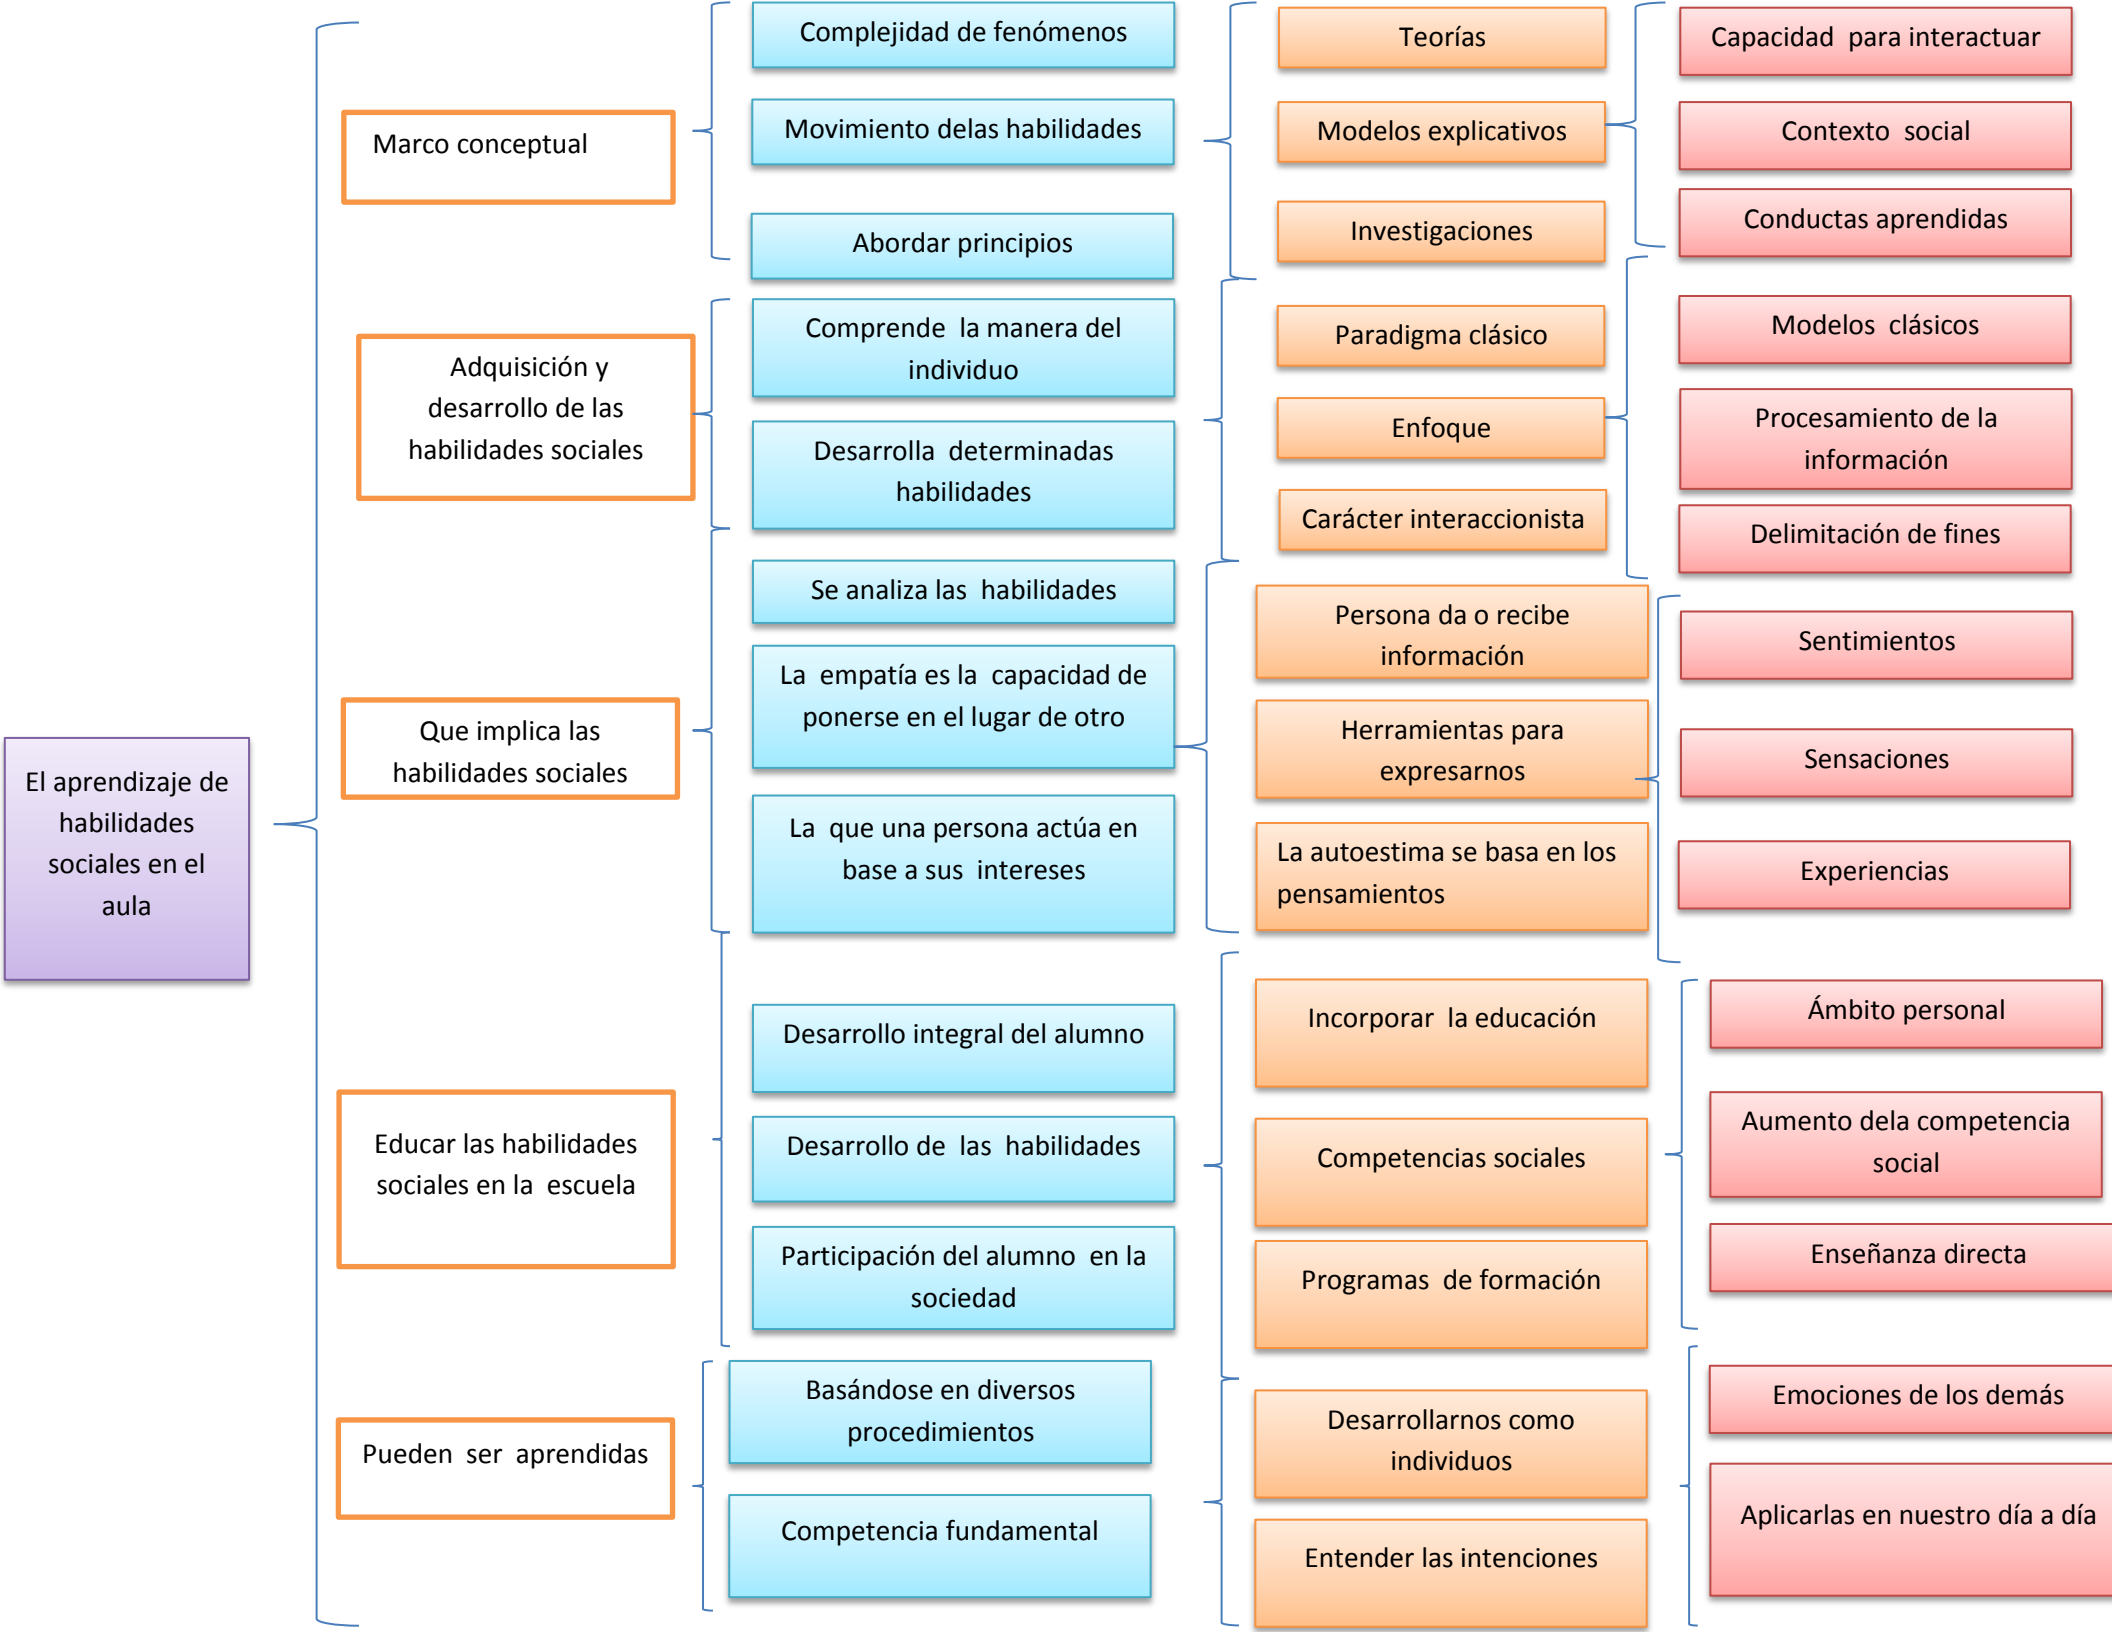 El aprendizaje de
habilidades
sociales en el
aula
Marco conceptual
Complejidad de fenómenos
Movimiento delas habilidades
Abordar principios
Teorías
Modelos explicativos
Investigaciones
Capacidad para interactuar
Contexto social
Conductas aprendidas
Adquisición y
desarrollo de las
habilidades sociales
Comprende la manera del
individuo
Desarrolla determinadas
habilidades
Paradigma clásico
Enfoque
Carácter interaccionista
Modelos clásicos
Procesamiento de la
información
Delimitación de fines
Que implica las
habilidades sociales
Se analiza las habilidades
La empatía es la capacidad de
ponerse en el lugar de otro
La que una persona actúa en
base a sus intereses
Persona da o recibe
información
Herramientas para
expresarnos
La autoestima se basa en los
pensamientos
Sentimientos
Sensaciones
Experiencias
Educar las habilidades
sociales en la escuela
Desarrollo integral del alumno
Desarrollo de las habilidades
Participación del alumno en la
sociedad
Incorporar la educación
Competencias sociales
Programas de formación
Ámbito personal
Aumento dela competencia
social
Enseñanza directa
Pueden ser aprendidas
Basándose en diversos
procedimientos
Competencia fundamental
Desarrollarnos como
individuos
Entender las intenciones
Emociones de los demás
Aplicarlas en nuestro día a día